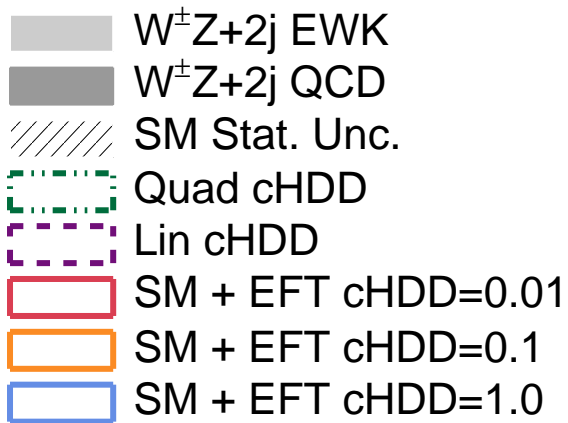 W±Z+2j EWK
W±Z+2j QCD
SM Stat. Unc.
Quad cHDD
Lin cHDD
SM + EFT cHDD=0.01
SM + EFT cHDD=0.1
SM + EFT cHDD=1.0